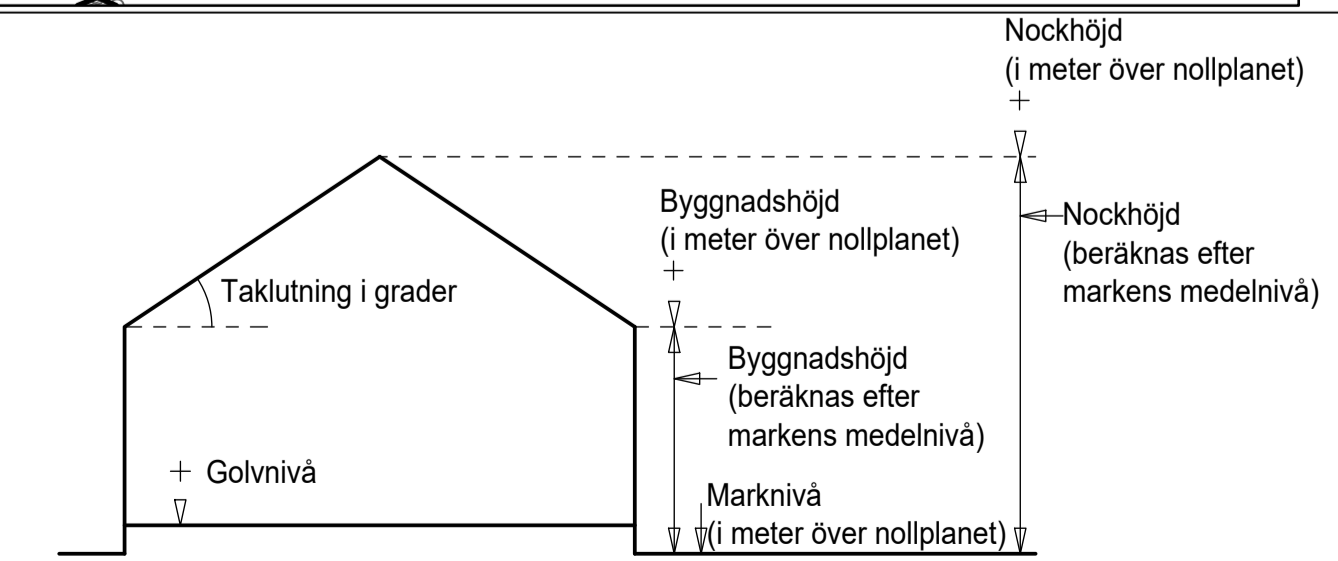 Nockhöjd
(i meter över nollplanet)
+
Byggnadshöjd
(i meter över nollplanet)
+
Nockhöjd
(beräknas efter
markens medelnivå)
Taklutning i grader
Byggnadshöjd
(beräknas efter
markens medelnivå)
+ Golvnivå
Marknivå
(i meter över nollplanet)